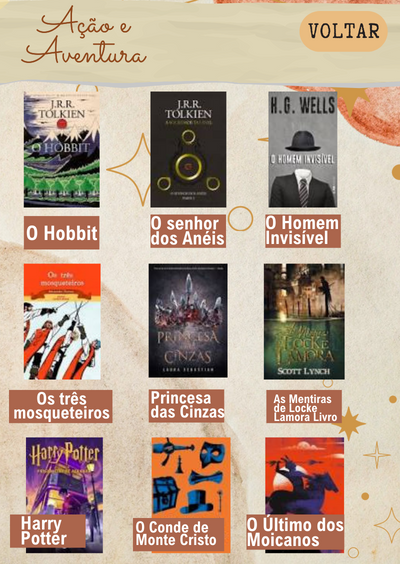 Ação e
Aventura
VOLTAR
J.R.R.
TOLKIEN
O HOBBIT
J.R.R.
TOLKIEN
H.G. WELLS
O HOMEM INVISÍVEL
O Hobbit
O senhor
dos Anéis
O Homem
Invisível
Os três
mosqueteiros
PRINCESA
DAS
CINZAS
LAURA SEBASTIAN
LOCKE
LAMORA
SCOTT LYNCH
Os três
mosqueteiros
Princesa
das Cinzas
As Mentiras
de Locke
Lamora Livro
Harry Potter
Harry
Potter
O Conde de
Monte Cristo
O Último dos
Moicanos